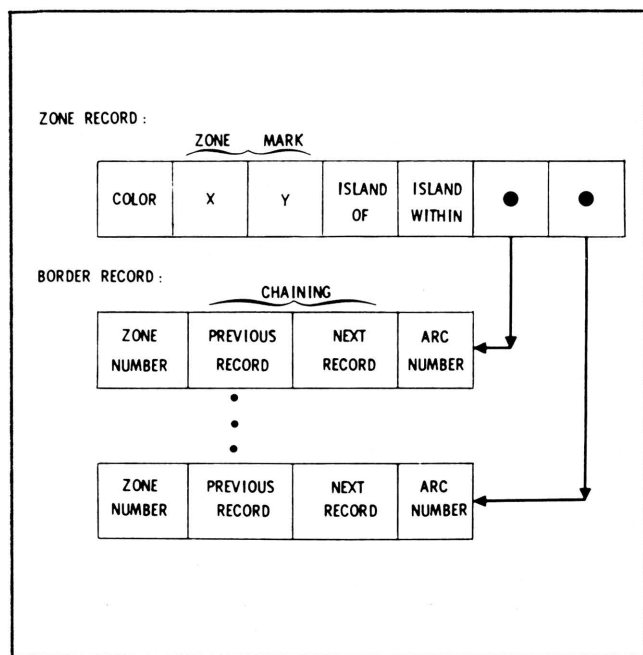 ZONE RECORD:
ZONE MARK
COLOR X Y ISLAND OF ISLAND WITHIN
BORDER RECORD:
CHAINING
ZONE NUMBER PREVIOUS RECORD NEXT RECORD ARC NUMBER
ZONE NUMBER PREVIOUS RECORD NEXT RECORD ARC NUMBER